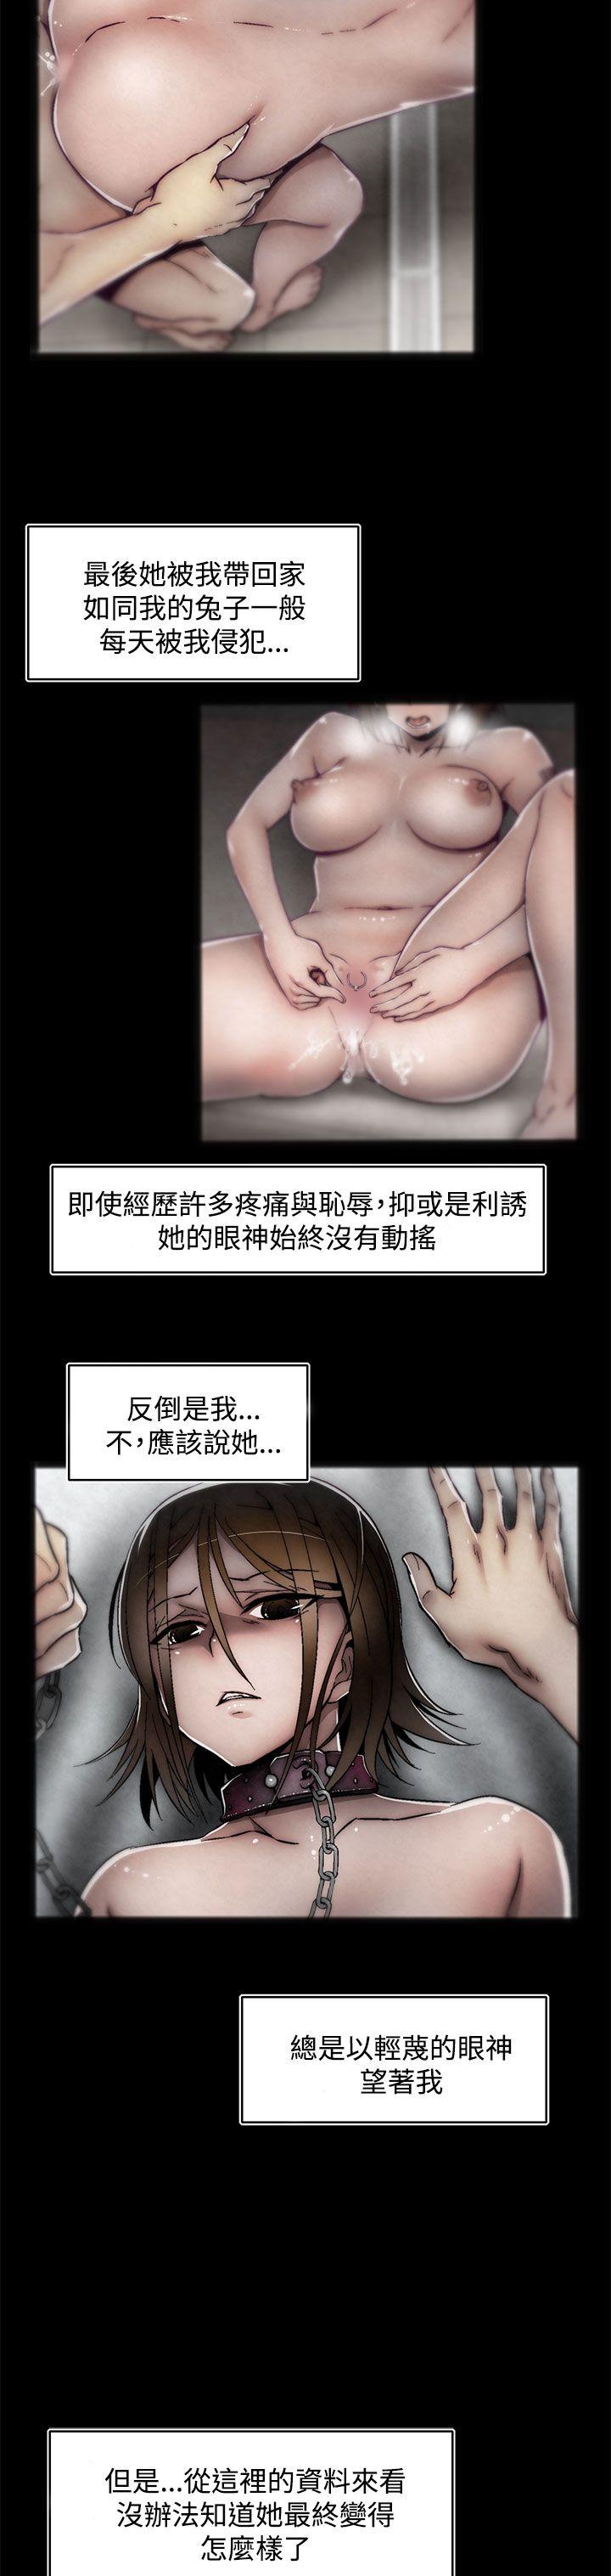 最後她被我帶回家
如同我的兔子一般
每天被我侵犯...
即使經歷許多疼痛與恥辱，抑或是利誘
她的眼神始終沒有動搖
反倒是我...
不，應該說她...
總是以輕蔑的眼神
望著我
但是...從這裡的資料來看
沒辦法知道她最終變得
怎麼樣了